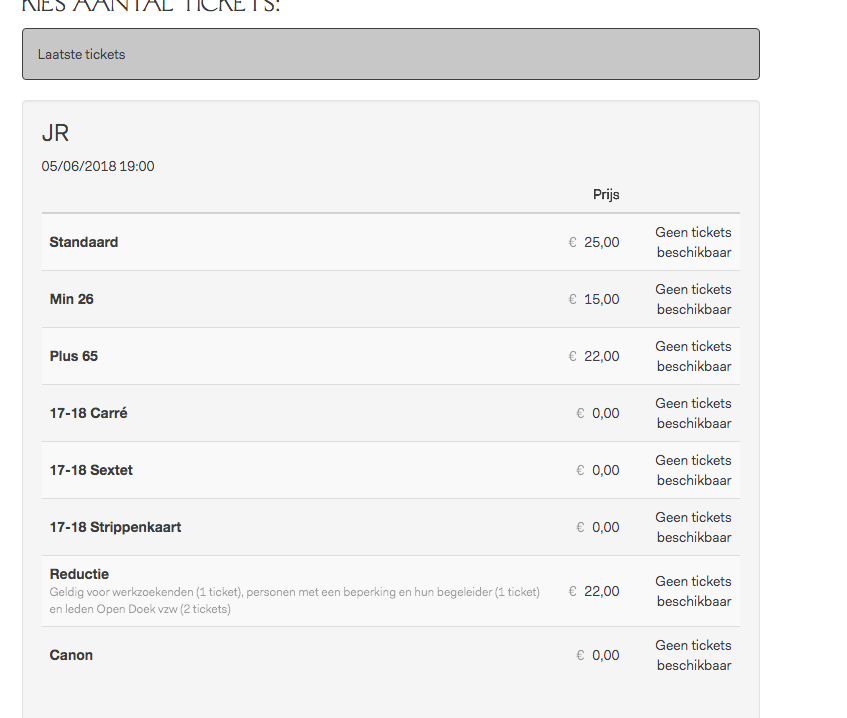 KIES AANTAL TICKETS:
Laatste tickets
JR
05/06/2018 19:00
Prijs
Standaard € 25,00 Geen tickets beschikbaar
Min 26 € 15,00 Geen tickets beschikbaar
Plus 65 € 22,00 Geen tickets beschikbaar
17-18 Carré € 0,00 Geen tickets beschikbaar
17-18 Sextet € 0,00 Geen tickets beschikbaar
17-18 Strippenkaart € 0,00 Geen tickets beschikbaar
Reductie
Geldig voor werkzoekenden (1 ticket), personen met een beperking en hun begeleider (1 ticket)
en leden Open Doek vzw (2 tickets)
€ 22,00 Geen tickets beschikbaar
Canon € 0,00 Geen tickets beschikbaar